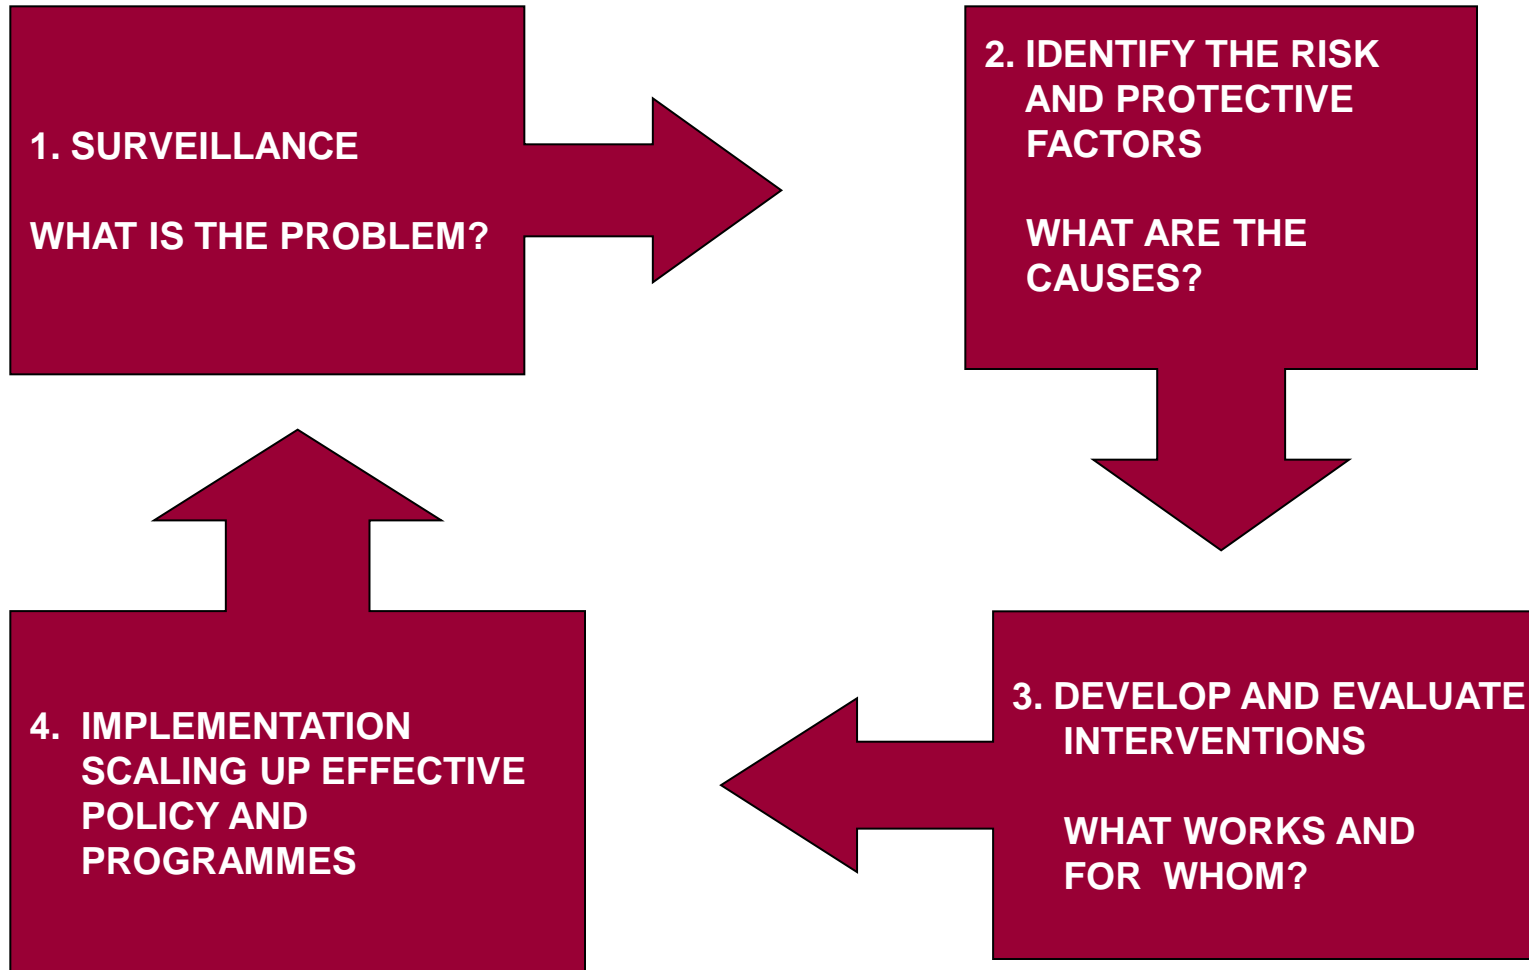 1. SURVEILLANCE
WHAT IS THE PROBLEM?
2. IDENTIFY THE RISK
AND PROTECTIVE
FACTORS
WHAT ARE THE
CAUSES?
3. DEVELOP AND EVALUATE
INTERVENTIONS
WHAT WORKS AND
FOR WHOM?
4. IMPLEMENTATION
SCALING UP EFFECTIVE
POLICY AND
PROGRAMMES